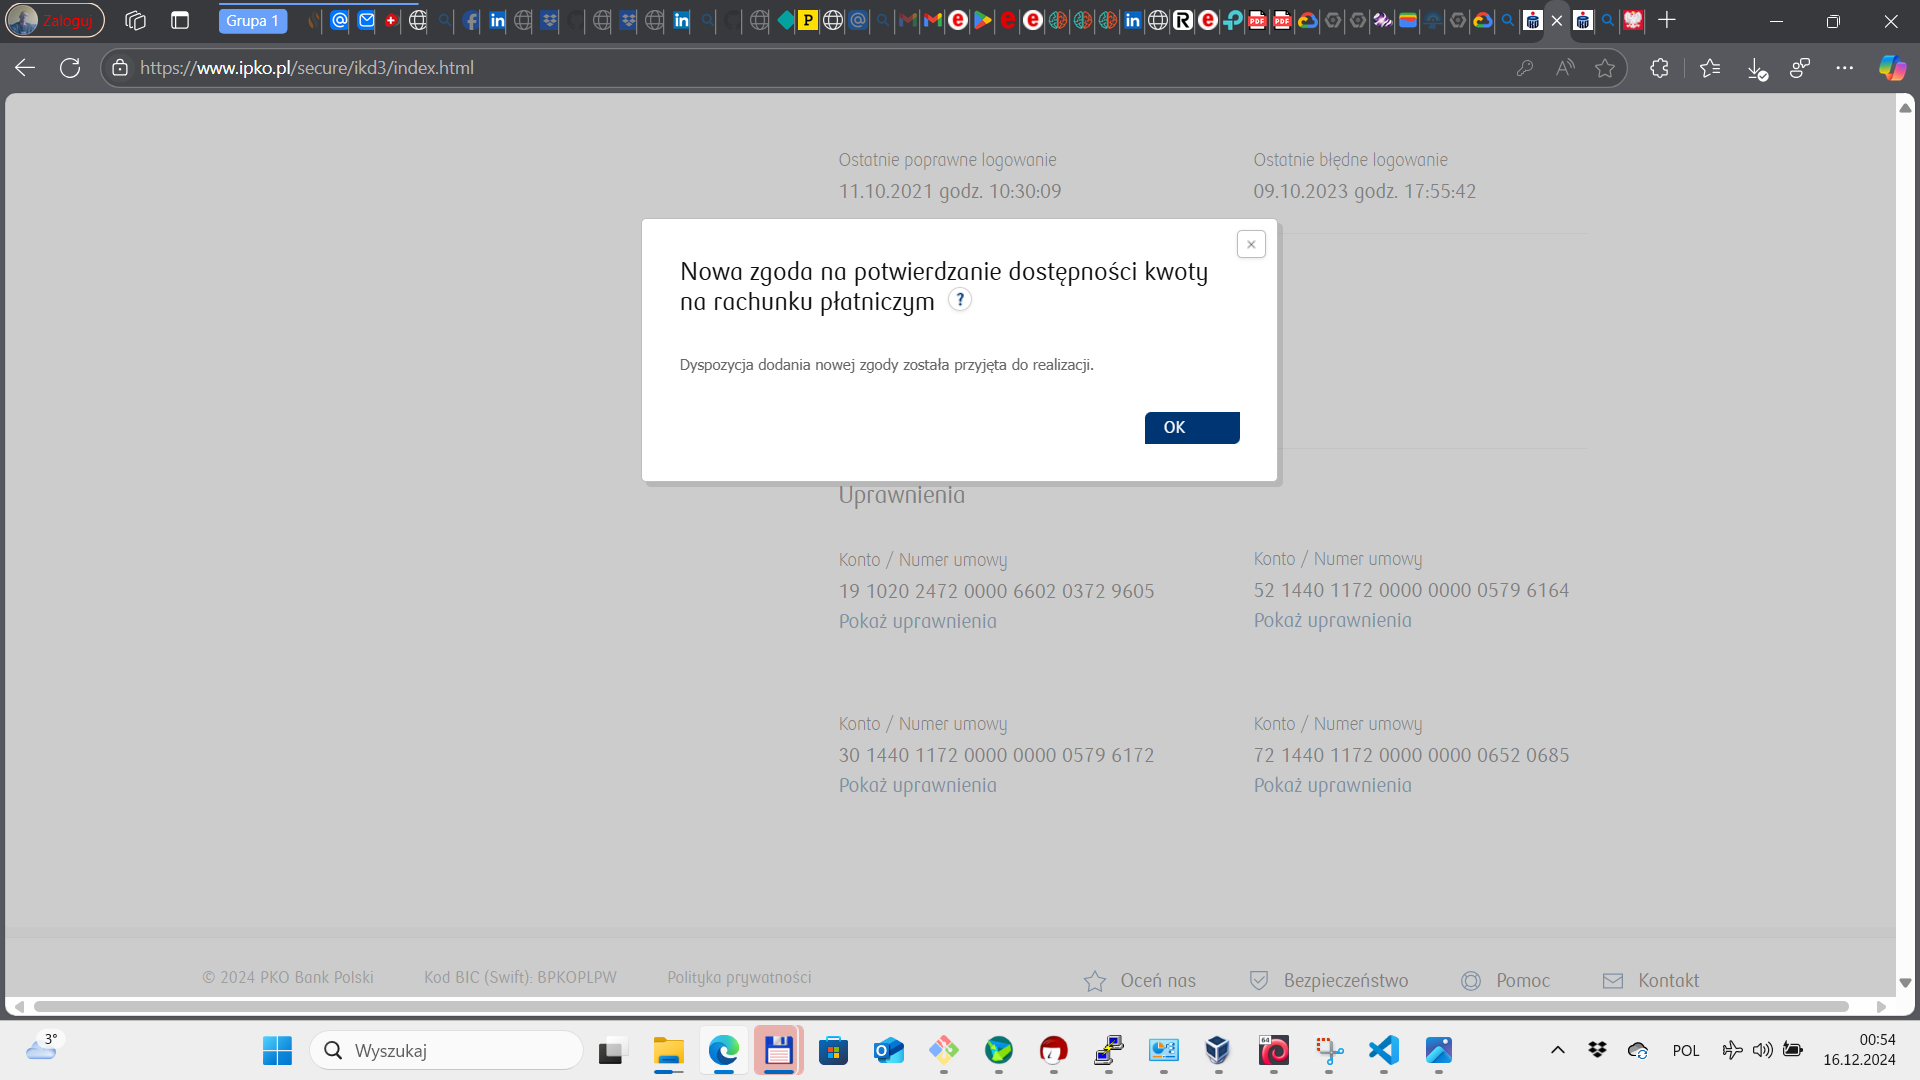 Zaloguj
Grupa 1
https://www.ipko.pl/secure/ikd3/index.html
Ostatnie poprawne logowanie
Ostatnie błędne logowanie
11.10.2021 godz. 10:30:09
09.10.2023 godz. 17:55:42
Nowa zgoda na potwierdzanie dostępności kwoty
na rachunku płatniczym ?
Dyspozycja dodania nowej zgody została przyjęta do realizacji.
OK
Uprawnienia
Konto / Numer umowy
Konto / Numer umowy
19 1020 2472 0000 6602 0372 9605
52 1440 1172 0000 0000 0579 6164
Pokaż uprawnienia
Pokaż uprawnienia
Konto / Numer umowy
Konto / Numer umowy
30 1440 1172 0000 0000 0579 6172
72 1440 1172 0000 0000 0652 0685
Pokaż uprawnienia
Pokaż uprawnienia
© 2024 PKO Bank Polski
Kod BIC (Swift): BPKOPLPW
Polityka prywatności
Oceń nas
Bezpieczeństwo
Pomoc
Kontakt
3°
Wyszukaj
POL
00:54
16.12.2024